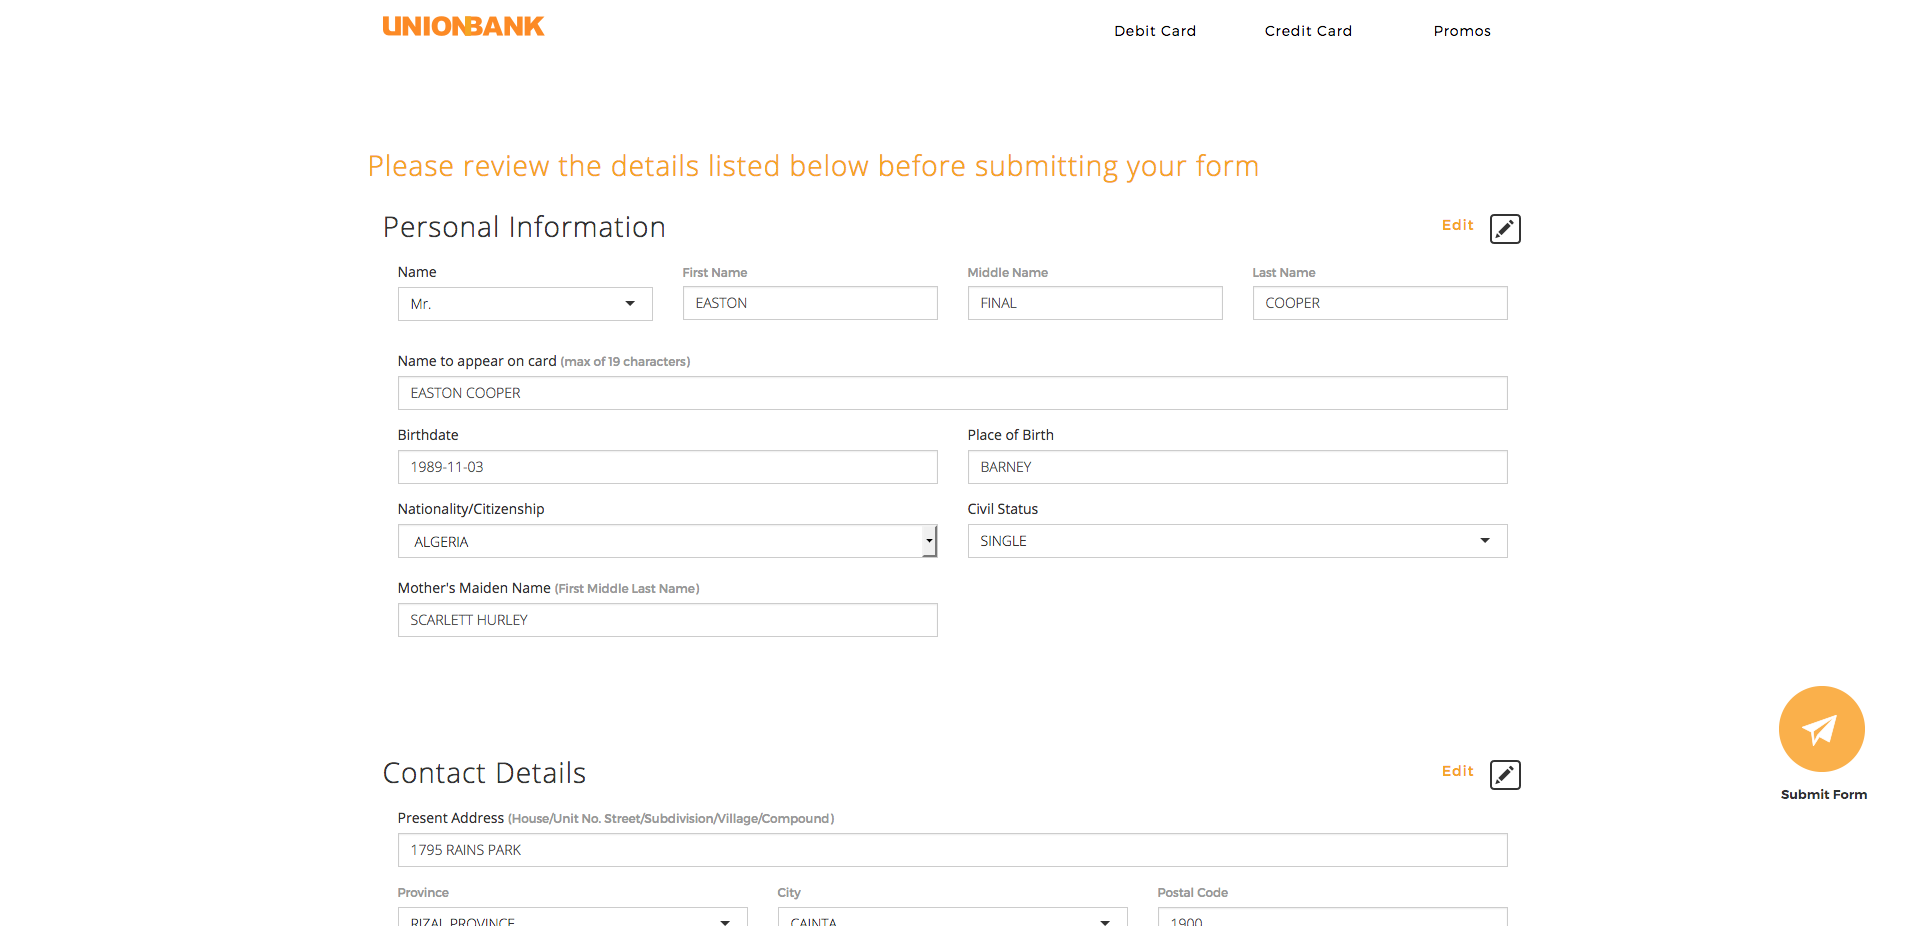 UNIONBANK
Debit Card Credit Card Promos
Please review the details listed below before submitting your form
Personal Information Edit
Name First Name Middle Name Last Name
Mr. EASTON FINAL COOPER
Name to appear on card (max of 19 characters)
EASTON COOPER
Birthdate Place of Birth
1989-11-03 BARNEY
Nationality/Citizenship Civil Status
ALGERIA SINGLE
Mother's Maiden Name (First Middle Last Name)
SCARLETT HURLEY
Submit Form
Contact Details Edit
Present Address (House/Unit No. Street/Subdivision/Village/Compound)
1795 RAINS PARK
Province City Postal Code
RIZAL PROVINCE CAINTA 1900